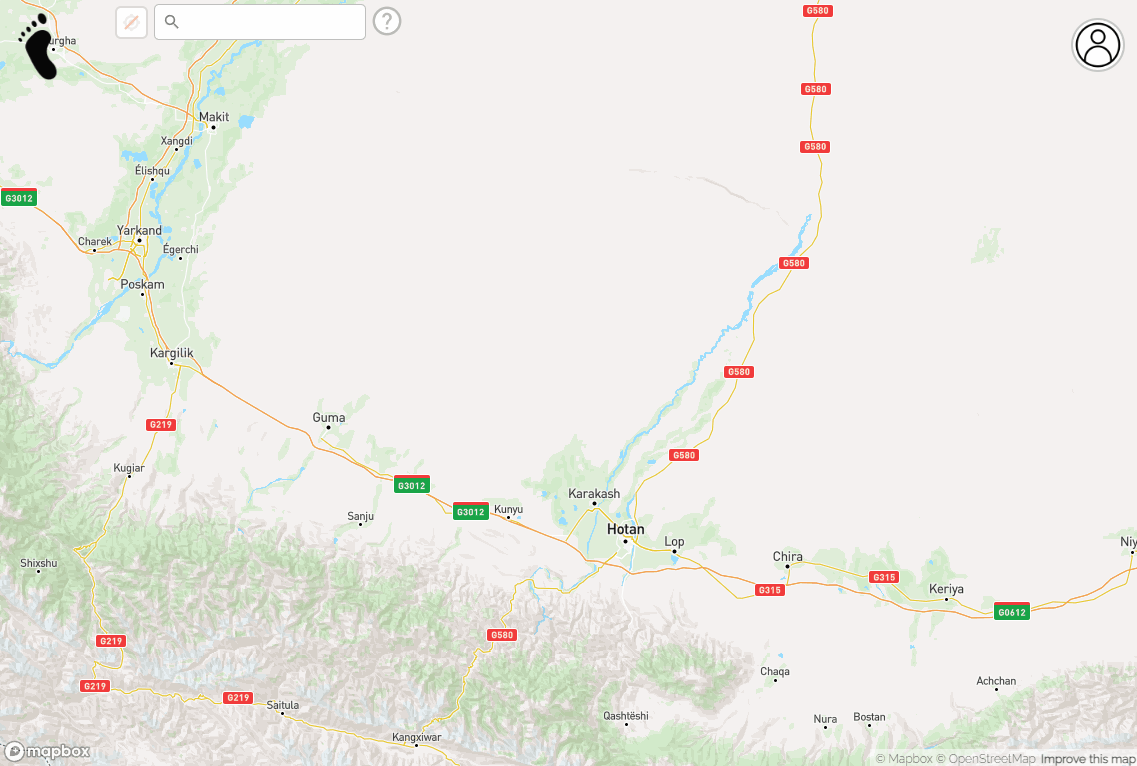 G580
?
urgha
G580
Makit
Xangdi
G580
Élishqu
G3012
Yarkand
Charek
Égerchi
G580
Poskam
Kargilik
G580
Guma
G219
G580
Kugiar
G3012
Karakash
G3012
Kunyu
Sanju
Hotan
Lop
Niy
Chira
Shixshu
G315
G315
Keriya
G0612
G580
G219
Chaqa
Achchan
G219
G219
Saitula
Qashtëshi
Nura
Bostan
Kangxiwar
mapbox
© Mapbox © OpenStreetMap Improve this map